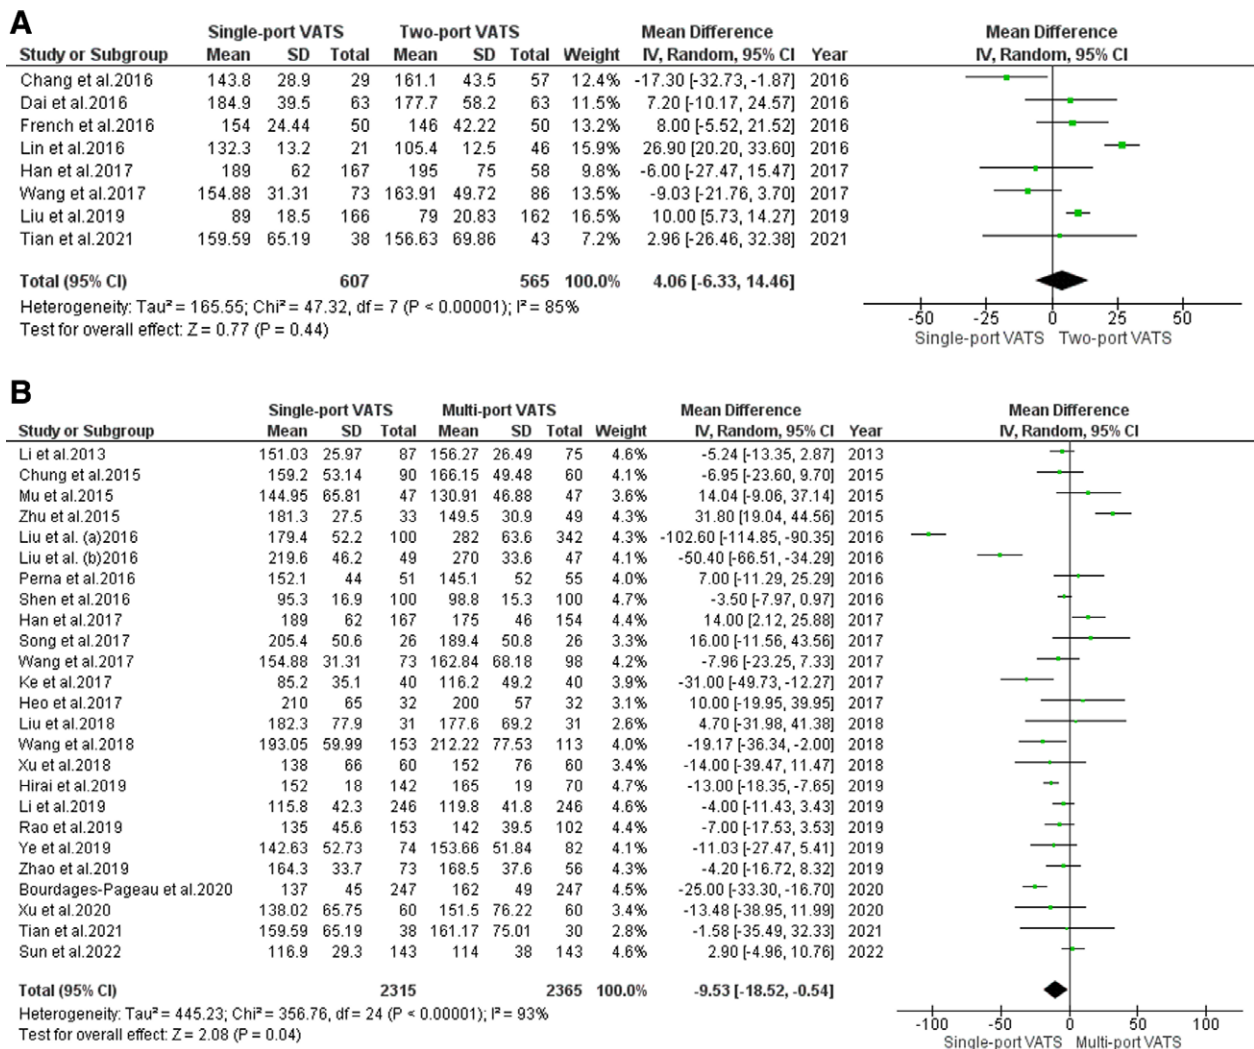 A
Single-port VATS Two-port VATS Mean Difference Mean Difference
Study or Subgroup Mean SD Total Mean SD Total Weight IV, Random, 95% CI Year IV, Random, 95% CI
Chang et al.2016 143.8 28.9 29 161.1 43.5 57 12.4% -17.30 [-32.73, -1.87] 2016
Dai et al.2016 184.9 39.5 63 177.7 58.2 63 11.5% 7.20 [-10.17, 24.57] 2016
French et al.2016 154 24.44 50 146 42.22 50 13.2% 8.00 [-5.52, 21.52] 2016
Lin et al.2016 132.3 13.2 21 105.4 12.5 46 15.9% 26.90 [20.20, 33.60] 2016
Han et al.2017 189 62 167 195 75 58 9.8% -6.00 [-27.47, 15.47] 2017
Wang et al.2017 154.88 31.31 73 163.91 49.72 86 13.5% -9.03 [-21.76, 3.70] 2017
Liu et al.2019 89 18.5 166 79 20.83 162 16.5% 10.00 [5.73, 14.27] 2019
Tian et al.2021 159.59 65.19 38 156.63 69.86 43 7.2% 2.96 [-26.46, 32.38] 2021
Total (95% CI) 607 565 100.0% 4.06 [-6.33, 14.46]
Heterogeneity: Tau² = 165.55; Chi² = 47.32, df = 7 (P < 0.00001); I² = 85%
Test for overall effect: Z = 0.77 (P = 0.44)
-50 -25 0 25 50
Single-port VATS Two-port VATS
B
Single-port VATS Multi-port VATS Mean Difference Mean Difference
Study or Subgroup Mean SD Total Mean SD Total Weight IV, Random, 95% CI Year IV, Random, 95% CI
Li et al.2013 151.03 25.97 87 156.27 26.49 75 4.6% -5.24 [-13.35, 2.87] 2013
Chung et al.2015 159.2 53.14 90 166.15 49.48 60 4.1% -6.95 [-23.60, 9.70] 2015
Mu et al.2015 144.95 65.81 47 130.91 46.88 47 3.6% 14.04 [-9.06, 37.14] 2015
Zhu et al.2015 181.3 27.5 33 149.5 30.9 49 4.3% 31.80 [19.04, 44.56] 2015
Liu et al. (a)2016 179.4 52.2 100 282 63.6 342 4.4% -102.60 [-114.85, -90.35] 2016
Liu et al. (b)2016 219.6 46.2 49 270 33.6 47 4.1% -50.40 [-66.51, -34.29] 2016
Perna et al.2016 152.1 44 51 145.1 52 55 4.0% 7.00 [-11.29, 25.29] 2016
Shen et al.2016 95.3 16.9 100 98.8 15.3 100 4.7% -3.50 [-7.97, 0.97] 2016
Han et al.2017 189 62 167 175 46 154 4.4% 14.00 [2.12, 25.88] 2017
Song et al.2017 205.4 50.6 26 189.4 50.8 26 3.3% 16.00 [-11.56, 43.56] 2017
Wang et al.2017 154.88 31.31 73 162.84 68.18 98 4.2% -7.96 [-23.25, 7.33] 2017
Ke et al.2017 85.2 35.1 40 116.2 49.2 40 3.9% -31.00 [-49.73, -12.27] 2017
Heo et al.2017 210 65 32 200 57 32 3.1% 10.00 [-19.95, 39.95] 2017
Liu et al.2018 182.3 77.9 31 177.6 69.2 31 2.6% 4.70 [-31.98, 41.38] 2018
Wang et al.2018 193.05 59.99 153 212.22 77.53 113 4.0% -19.17 [-36.34, -2.00] 2018
Xu et al.2018 138 66 60 152 76 60 3.4% -14.00 [-39.47, 11.47] 2018
Hirai et al.2019 152 18 142 165 19 70 4.7% -13.00 [-18.35, -7.65] 2019
Li et al.2019 115.8 42.3 246 119.8 41.8 246 4.6% -4.00 [-11.43, 3.43] 2019
Rao et al.2019 135 45.6 153 142 39.5 102 4.4% -7.00 [-17.53, 3.53] 2019
Ye et al.2019 142.63 52.73 74 153.66 51.84 82 4.1% -11.03 [-27.47, 5.41] 2019
Zhao et al.2019 164.3 33.7 73 168.5 37.6 56 4.3% -4.20 [-16.72, 8.32] 2019
Bourdages-Pageau et al.2020 137 45 247 162 49 247 4.5% -25.00 [-33.30, -16.70] 2020
Xu et al.2020 138.02 65.75 60 151.5 76.22 60 3.4% -13.48 [-38.95, 11.99] 2020
Tian et al.2021 159.59 65.19 38 161.17 75.01 30 2.8% -1.58 [-35.49, 32.33] 2021
Sun et al.2022 116.9 29.3 143 114 38 143 4.6% 2.90 [-4.96, 10.76] 2022
Total (95% CI) 2315 2365 100.0% -9.53 [-18.52, -0.54]
Heterogeneity: Tau² = 445.23; Chi² = 356.76, df = 24 (P < 0.00001); I² = 93%
Test for overall effect: Z = 2.08 (P = 0.04)
-100 -50 0 50 100
Single-port VATS Multi-port VATS